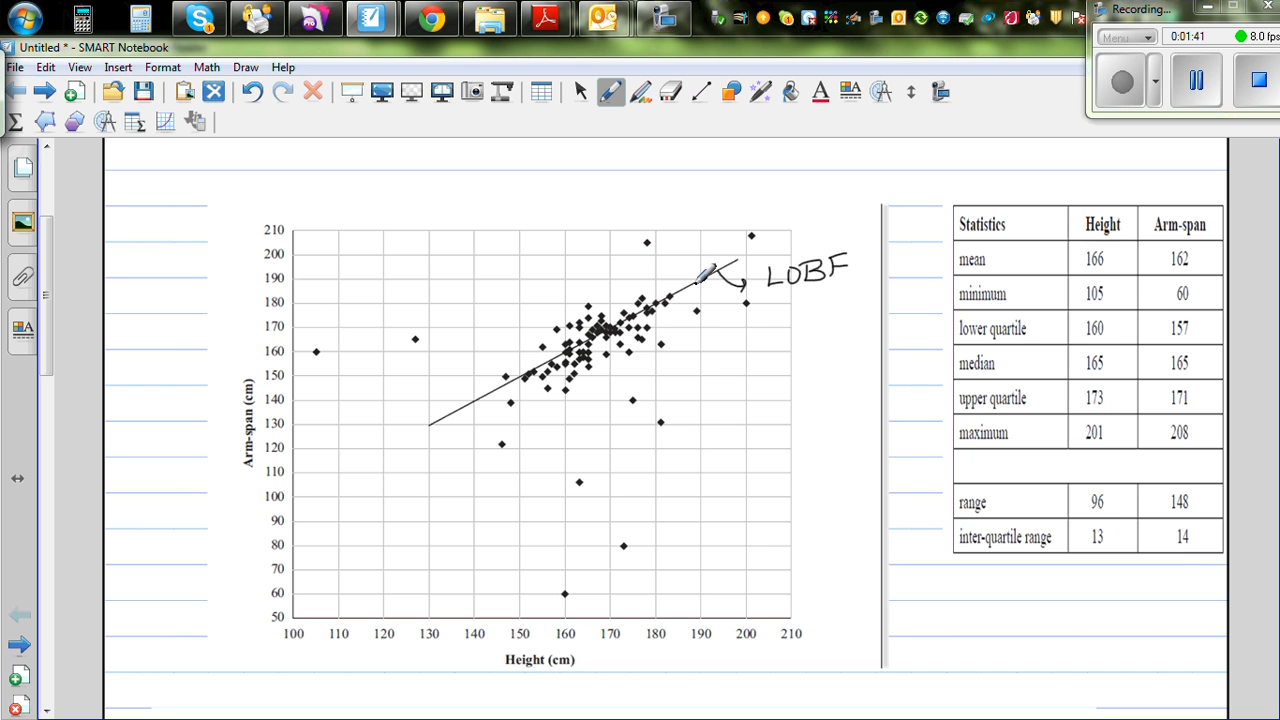 Recording...
Untitled * - SMART Notebook
Menu
0:01:41
8.0 fps
File Edit View Insert Format Math Draw Help
210
200
190
180
170
160
150
140
130
120
110
100
90
80
70
60
50
100 110 120 130 140 150 160 170 180 190 200 210
Arm-span (cm)
Height (cm)
LOBF
Statistics Height Arm-span
mean 166 162
minimum 105 60
lower quartile 160 157
median 165 165
upper quartile 173 171
maximum 201 208
range 96 148
inter-quartile range 13 14